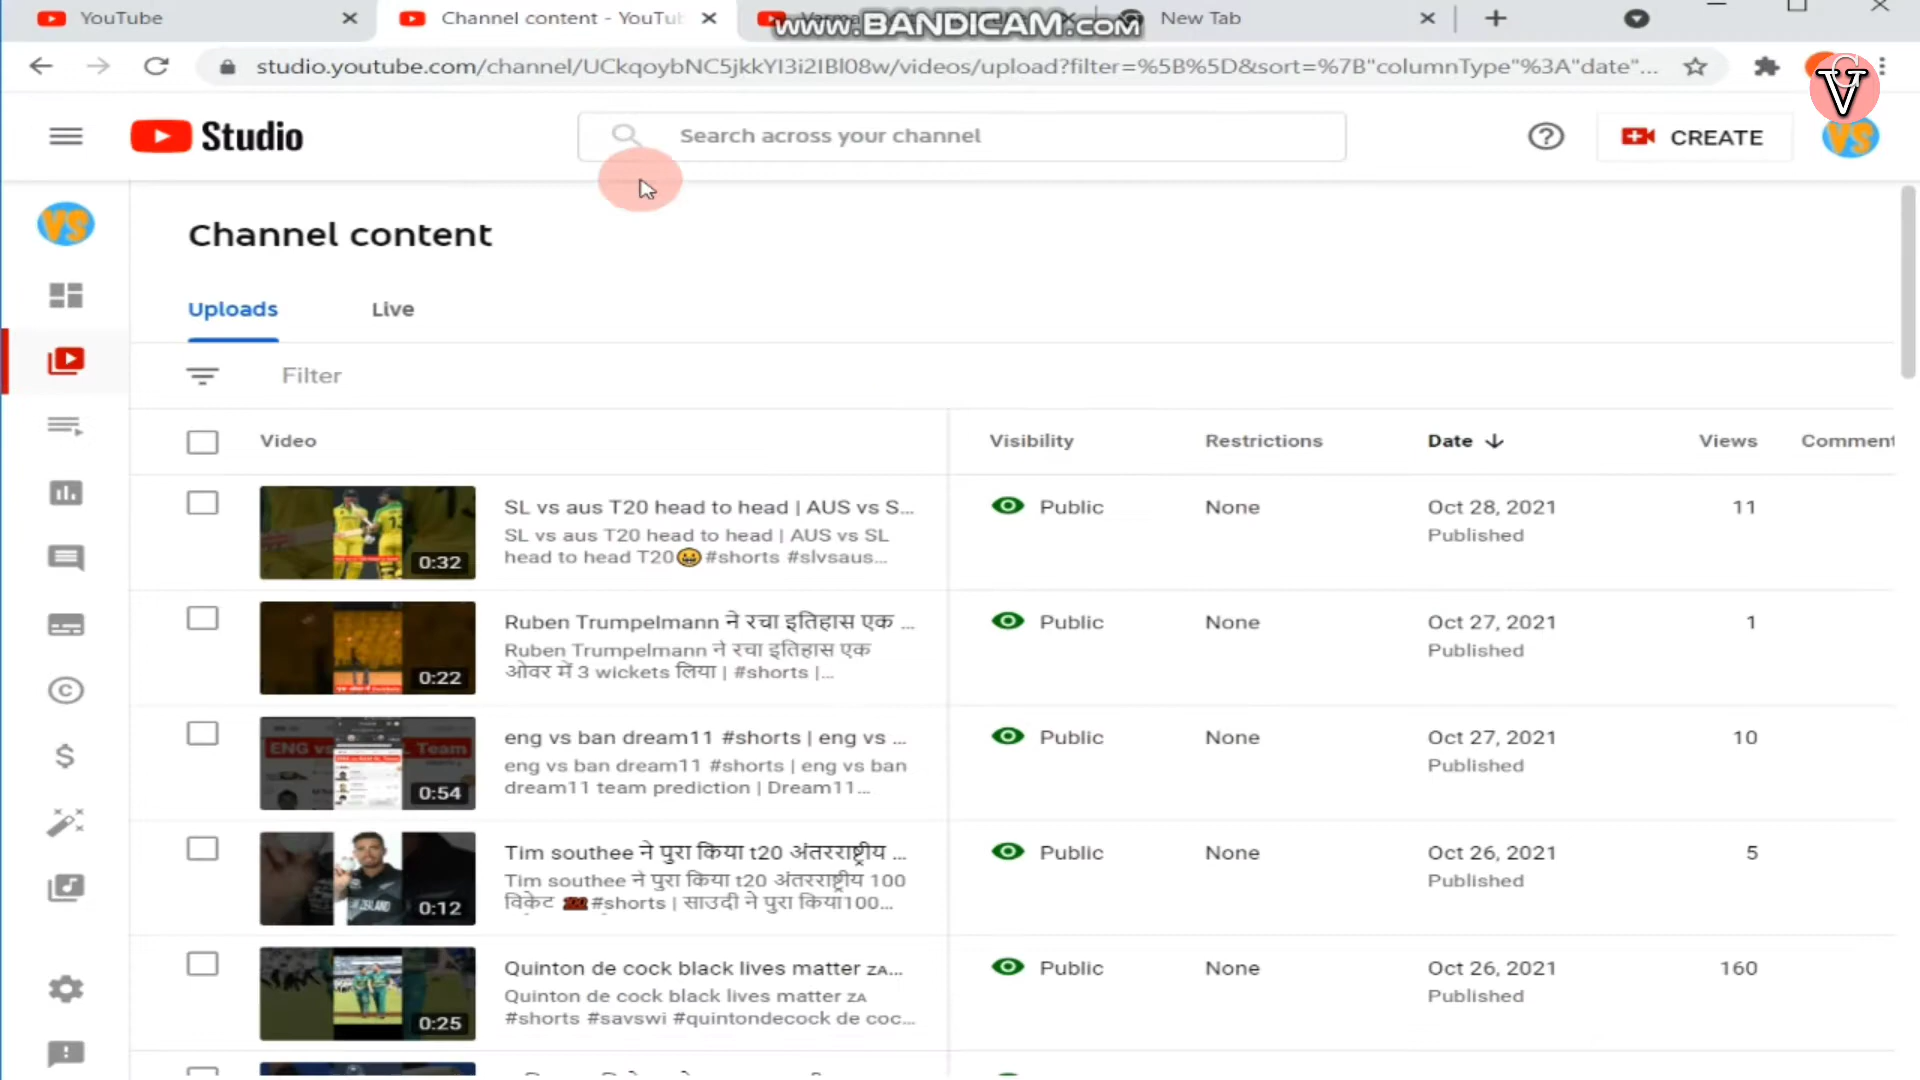 YouTube
Channel content - YouTu
New Tab
www.BANDICAM.com
studio.youtube.com/channel/UCkqoybNC5jkkYI3i2IBl08w/videos/upload?filter=%5B%5D&sort=%7B"columnType"%3A"date"...
Studio
Search across your channel
CREATE
VS
VS
Channel content
Uploads
Live
Filter
Video
Visibility
Restrictions
Date
Views
Comment
SL vs aus T20 head to head | AUS vs S...
SL vs aus T20 head to head | AUS vs SL
head to head T20😀#shorts #slvsaus...
0:32
Public
None
Oct 28, 2021
Published
11
Ruben Trumpelmann ने रचा इतिहास एक ...
Ruben Trumpelmann ने रचा इतिहास एक
ओवर में 3 wickets लिया | #shorts |...
0:22
Public
None
Oct 27, 2021
Published
1
eng vs ban dream11 #shorts | eng vs ...
eng vs ban dream11 #shorts | eng vs ban
dream11 team prediction | Dream11...
0:54
Public
None
Oct 27, 2021
Published
10
Tim southee ने पुरा किया t20 अंतरराष्ट्रीय ...
Tim southee ने पुरा किया t20 अंतरराष्ट्रीय 100
विकेट 💯 #shorts | साउदी ने पुरा किया100...
0:12
Public
None
Oct 26, 2021
Published
5
Quinton de cock black lives matter ZA...
Quinton de cock black lives matter ZA
#shorts #savswi #quintondecock de coc...
0:25
Public
None
Oct 26, 2021
Published
160